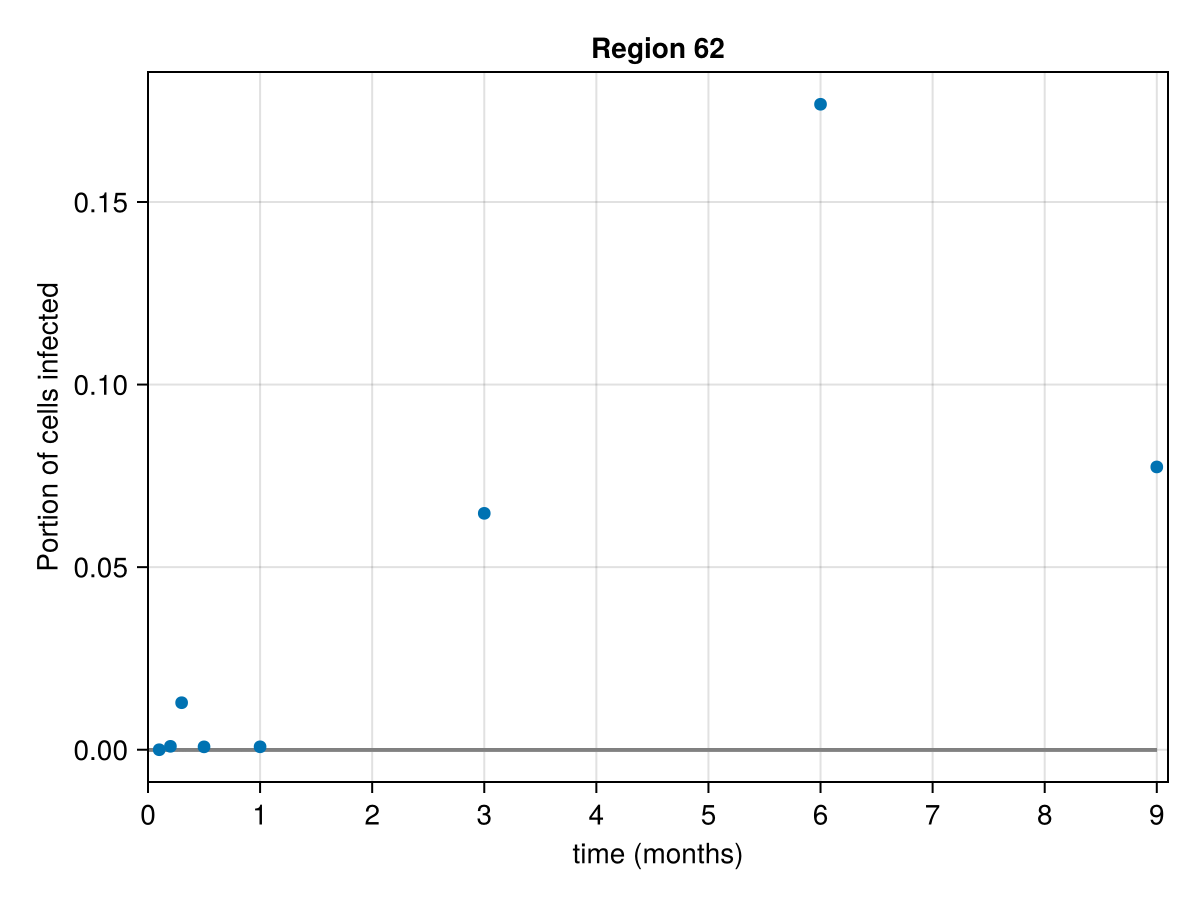 Region 62
Portion of cells infected
0.15
0.10
0.05
0.00
0 1 2 3 4 5 6 7 8 9
time (months)